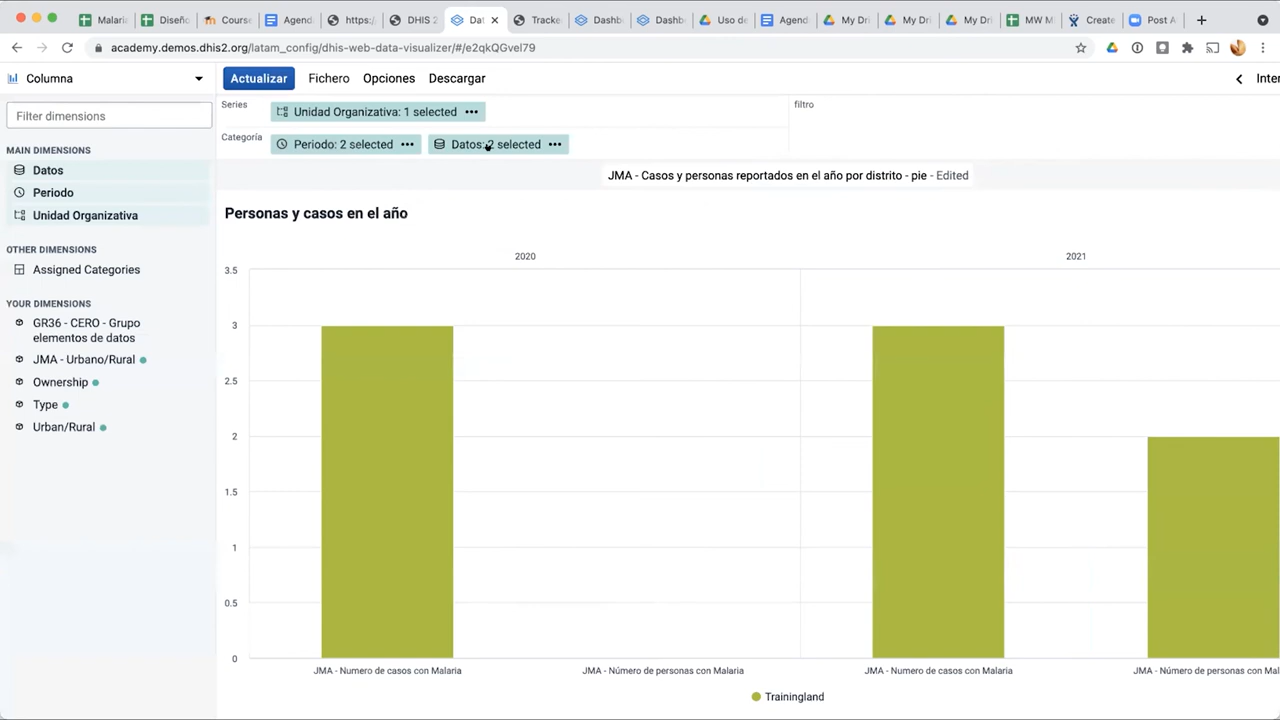 Malari
Diseño
Course
Agend
https:/
DHIS 2
Dat
Tracke
Dashb
Dashb
Uso de
Agend
My Dri
My Dri
My Dri
MW M
Create
Post A
academy.demos.dhis2.org/latam_config/dhis-web-data-visualizer/#/e2qkQGvel79
Columna
Actualizar
Fichero
Opciones
Descargar
Inter
Filter dimensions
Series
Unidad Organizativa: 1 selected
filtro
Categoría
Periodo: 2 selected
Datos: 2 selected
MAIN DIMENSIONS
Datos
Periodo
Unidad Organizativa
OTHER DIMENSIONS
Assigned Categories
YOUR DIMENSIONS
GR36 - CERO - Grupo
elementos de datos
JMA - Urbano/Rural
Ownership
Type
Urban/Rural
JMA - Casos y personas reportados en el año por distrito - pie - Edited
Personas y casos en el año
2020
2021
3.5
3
2.5
2
1.5
1
0.5
0
JMA - Numero de casos con Malaria
JMA - Número de personas con Malaria
JMA - Numero de casos con Malaria
JMA - Número de personas con Mal
Trainingland